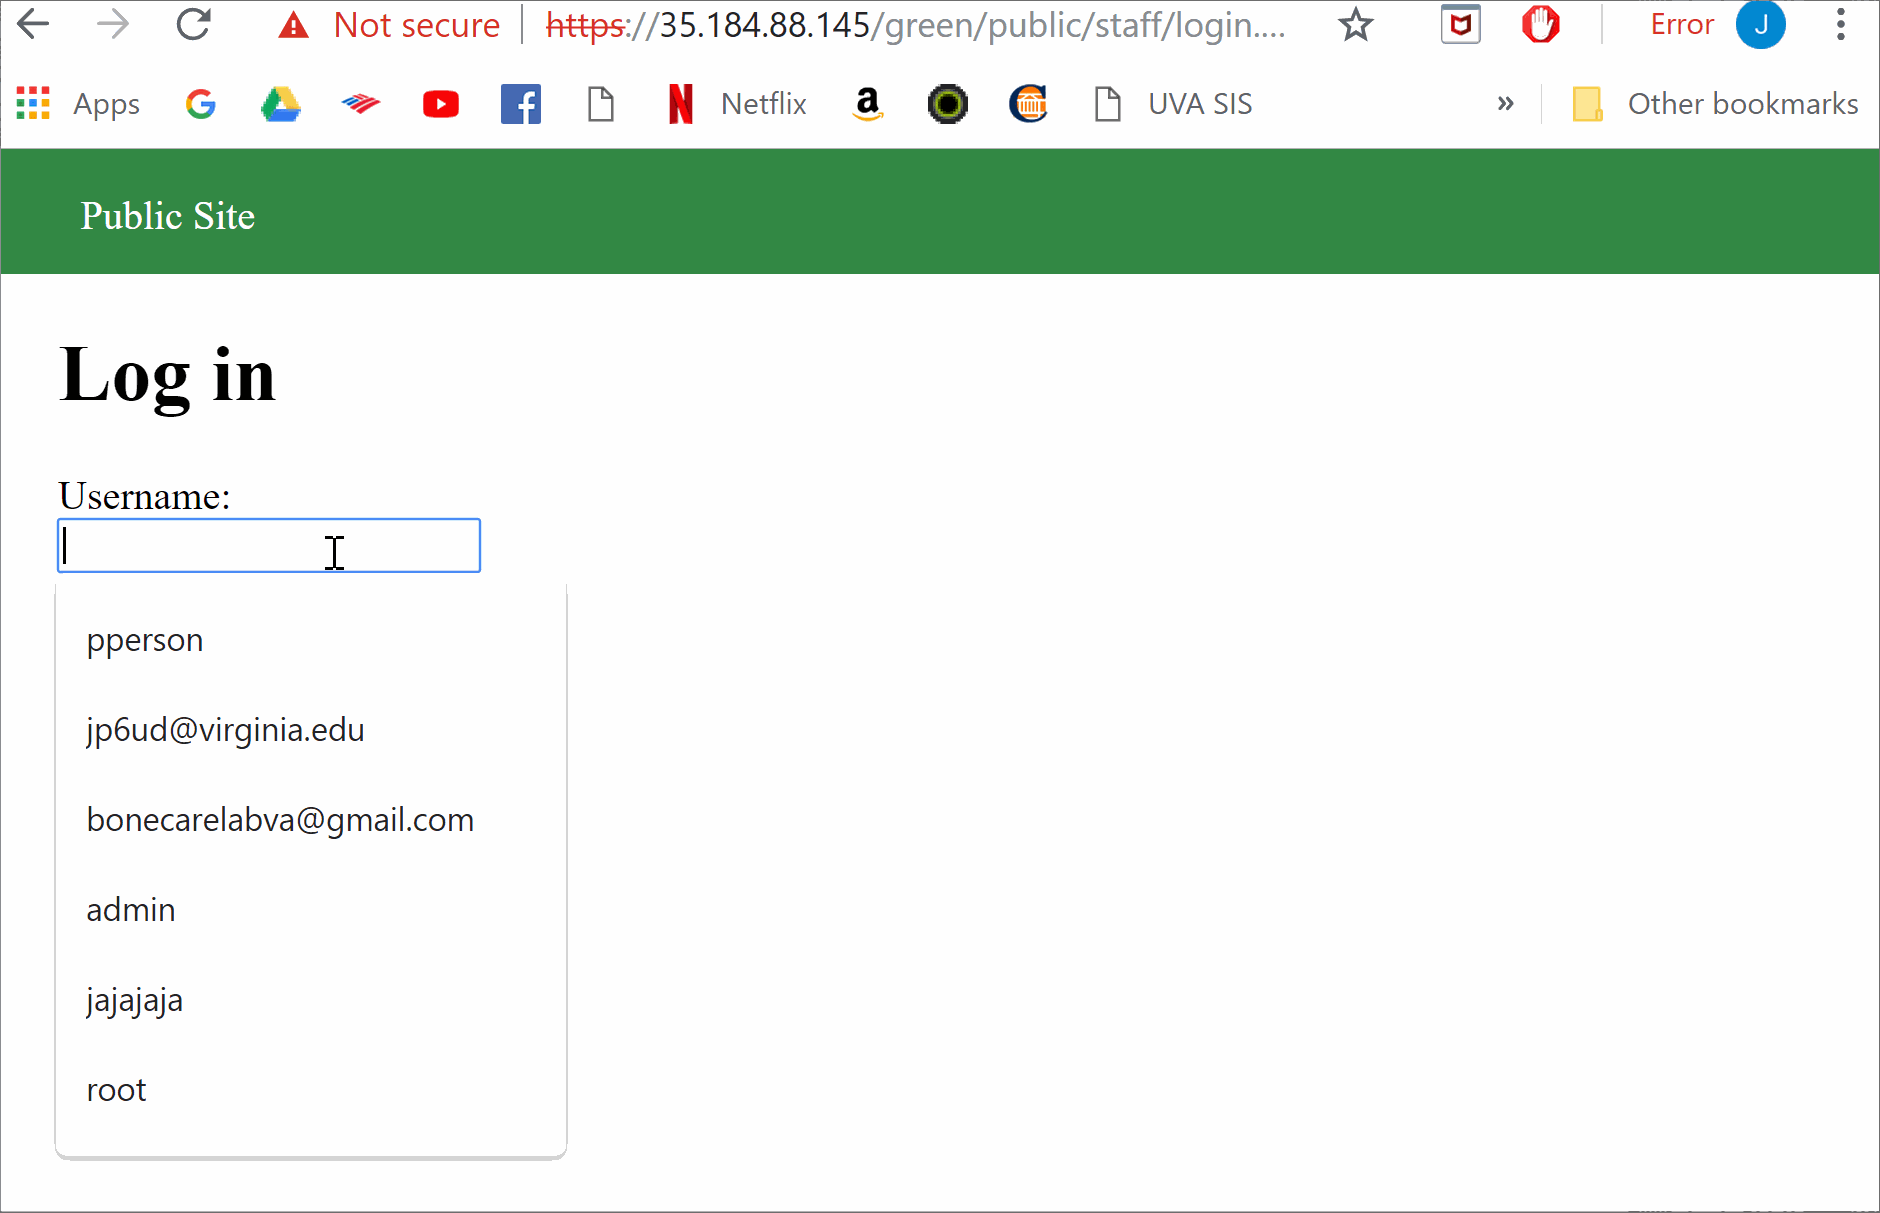 Not secure https://35.184.88.145/green/public/staff/login.... Error J
Apps Netflix UVA SIS » Other bookmarks
Public Site
Log in
Username:
pperson
jp6ud@virginia.edu
bonecarelabva@gmail.com
admin
jajajaja
root